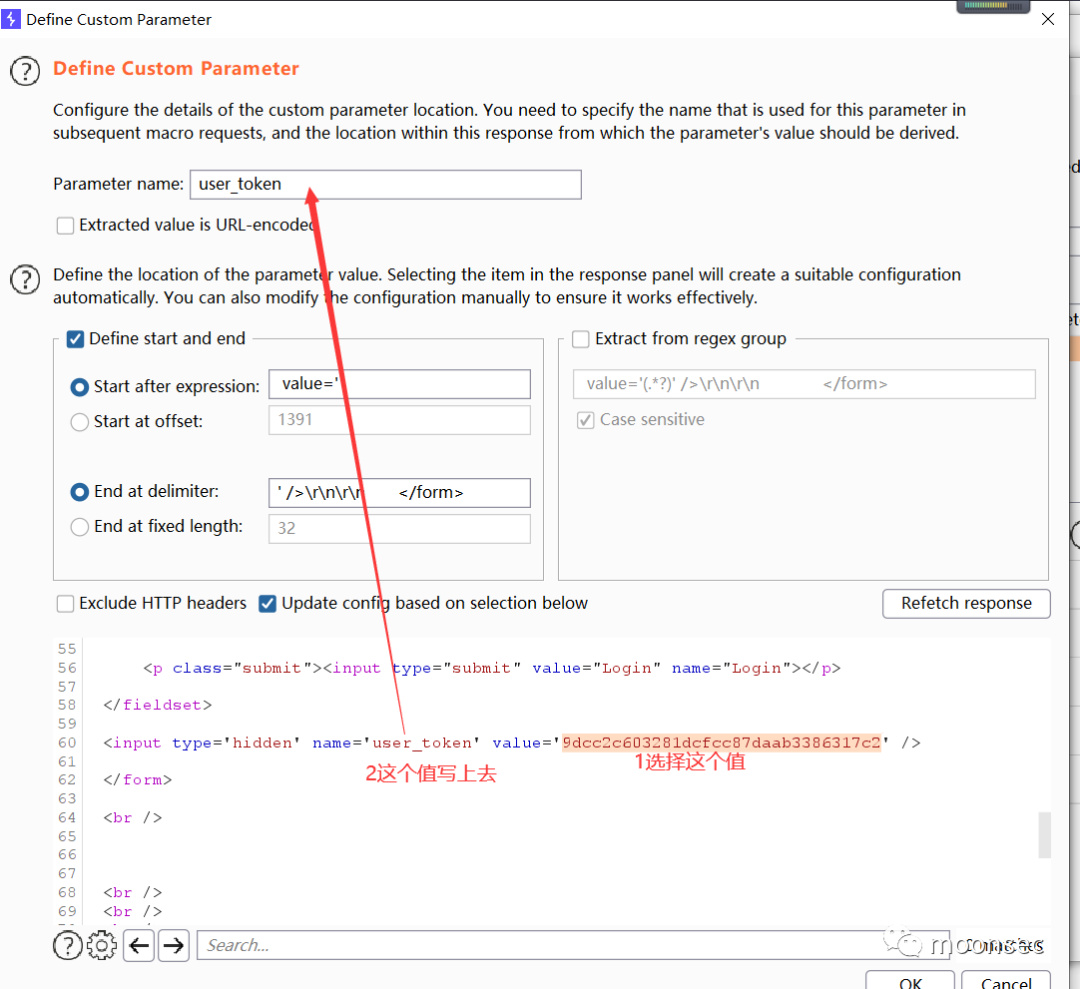 Define Custom Parameter
Define Custom Parameter
Configure the details of the custom parameter location. You need to specify the name that is used for this parameter in
subsequent macro requests, and the location within this response from which the parameter's value should be derived.
Parameter name: user_token
Extracted value is URL-encoded
Define the location of the parameter value. Selecting the item in the response panel will create a suitable configuration
automatically. You can also modify the configuration manually to ensure it works effectively.
Define start and end
Extract from regex group
Start after expression: value='
value='(.*?)' />\r\n\r\n </form>
Start at offset: 1391
Case sensitive
End at delimiter: ' />\r\n\r\n </form>
End at fixed length: 32
Exclude HTTP headers Update config based on selection below Refetch response
55
56 <p class="submit"><input type="submit" value="Login" name="Login"></p>
57
58 </fieldset>
59
60 <input type='hidden' name='user_token' value='9dcc2c603281dcfcc87daab3386317c2' />
61
2这个值写上去 1选择这个值
62 </form>
63
64 <br />
65
66
67
68 <br />
69 <br />
Search...
moonsec
OK Cancel